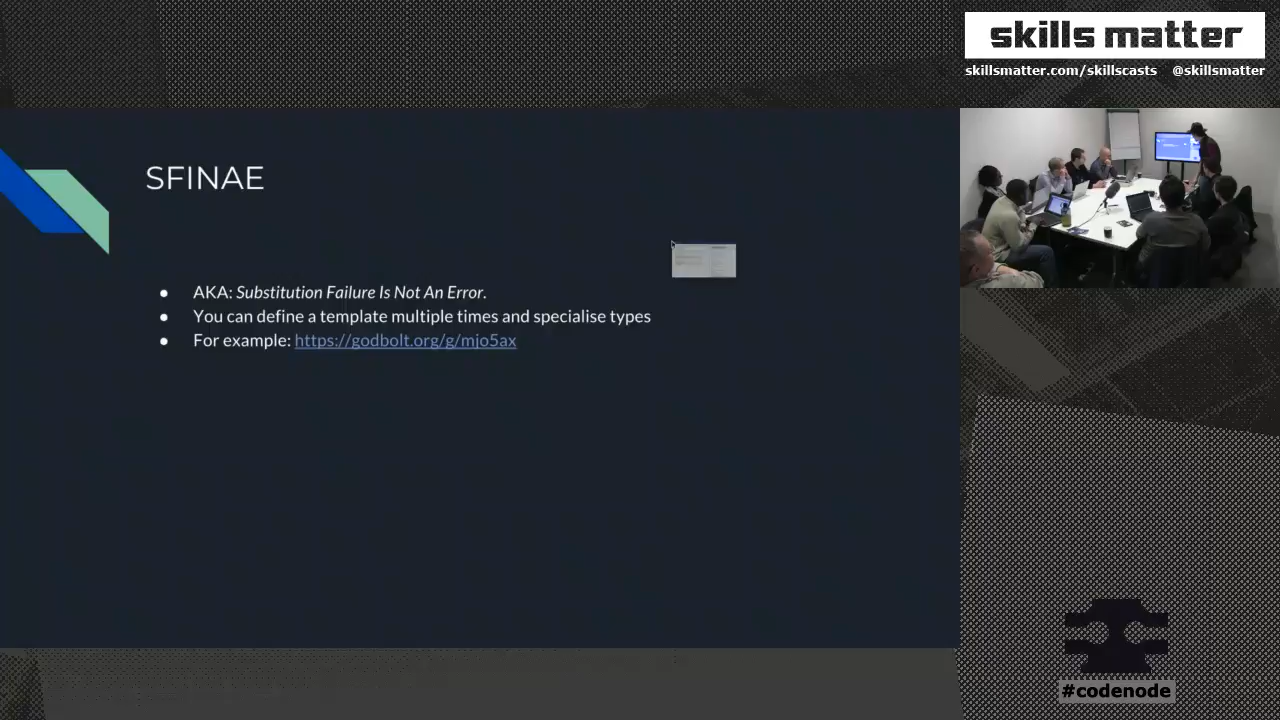 skills matter
skillsmatter.com/skillscasts @skillsmatter
SFINAE
● AKA: Substitution Failure Is Not An Error.
● You can define a template multiple times and specialise types
● For example: https://godbolt.org/g/mjo5ax
#codenode